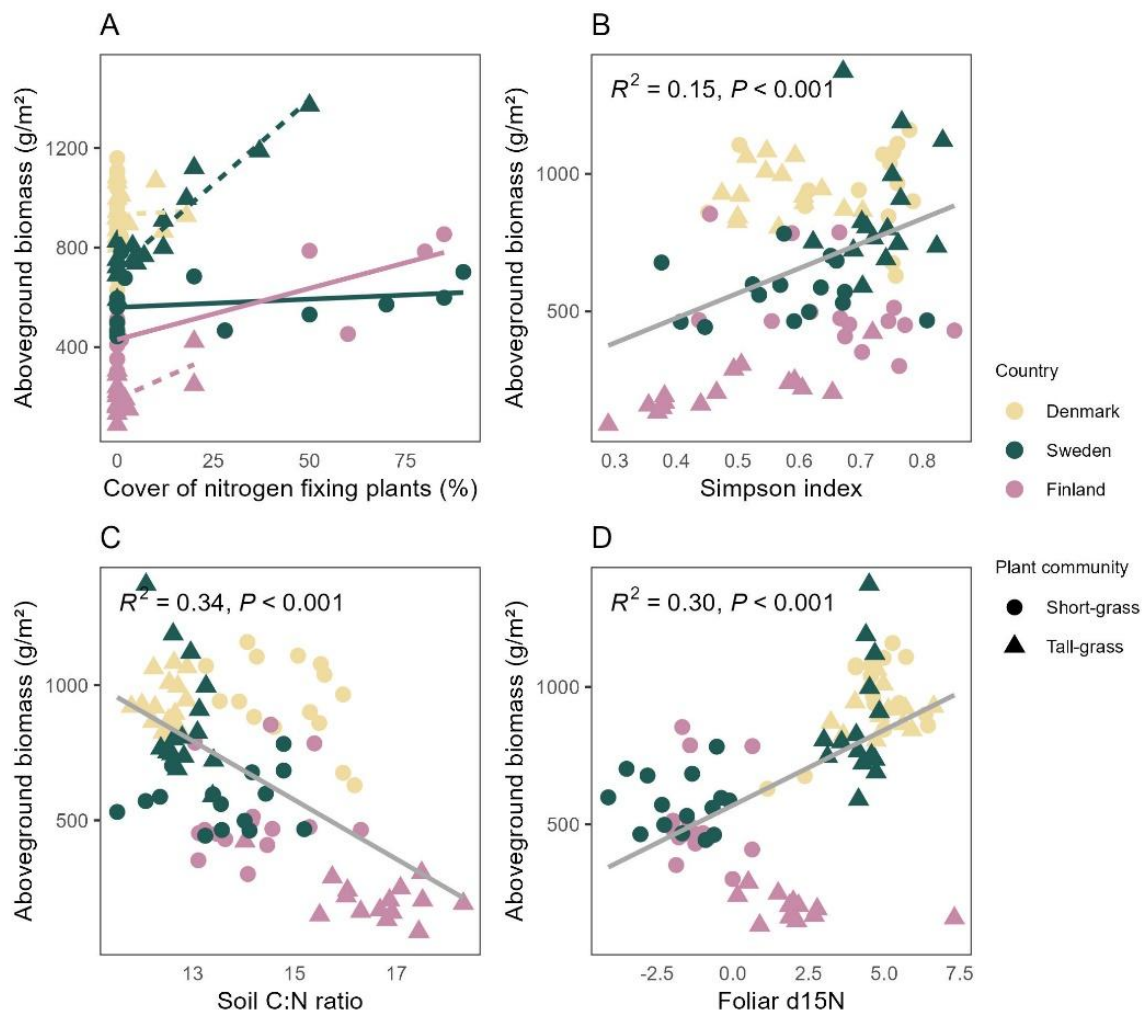 A
Aboveground biomass (g/m²)
1200
800
400
0 25 50 75
Cover of nitrogen fixing plants (%)
B
R² = 0.15, P < 0.001
Aboveground biomass (g/m²)
1000
500
0.3 0.4 0.5 0.6 0.7 0.8
Simpson index
Country
Denmark
Sweden
Finland
C
R² = 0.34, P < 0.001
Aboveground biomass (g/m²)
1000
500
13 15 17
Soil C:N ratio
D
R² = 0.30, P < 0.001
Aboveground biomass (g/m²)
1000
500
-2.5 0.0 2.5 5.0 7.5
Foliar d15N
Plant community
Short-grass
Tall-grass